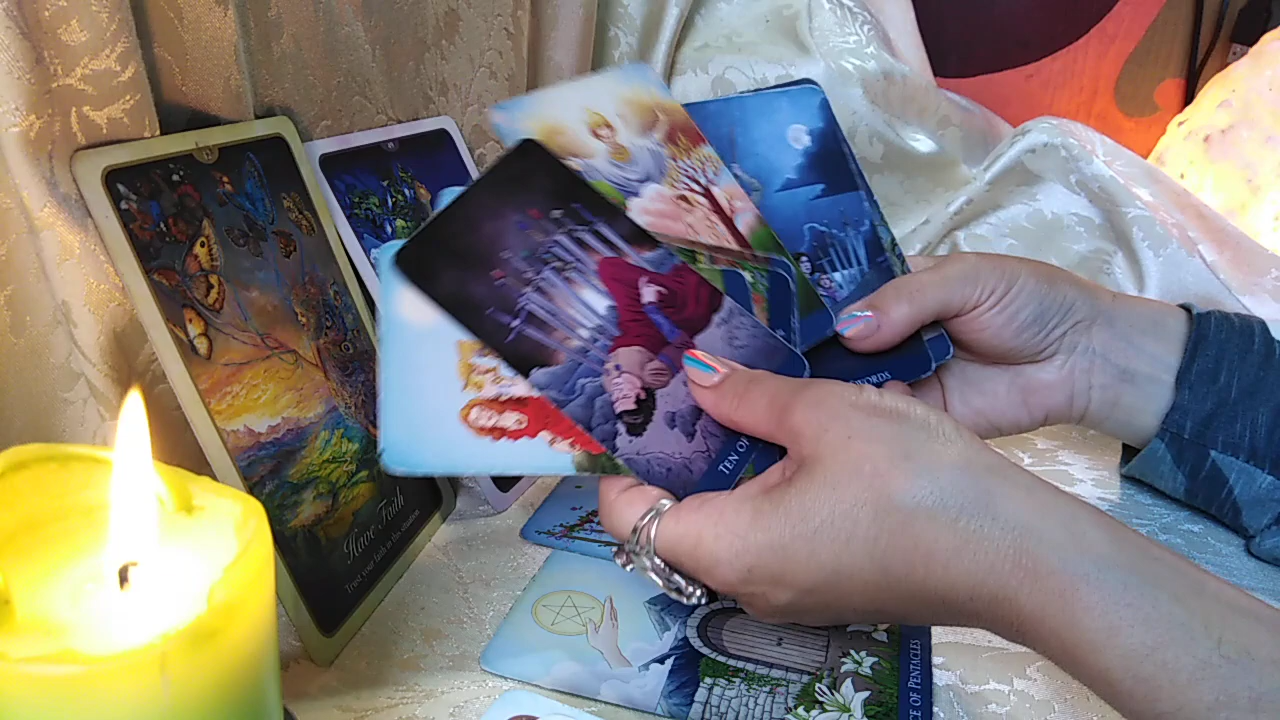 Have Faith
Trust your faith in this situation.
TEN OF
SWORDS
ACE OF PENTACLES